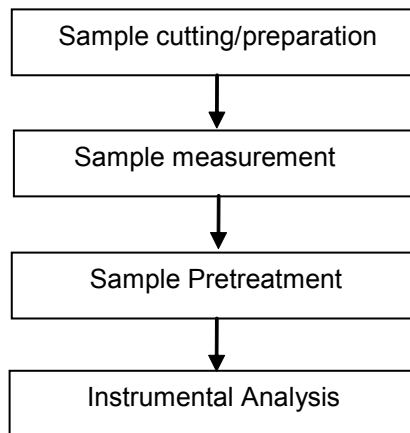 Sample cutting/preparation
Sample measurement
Sample Pretreatment
Instrumental Analysis